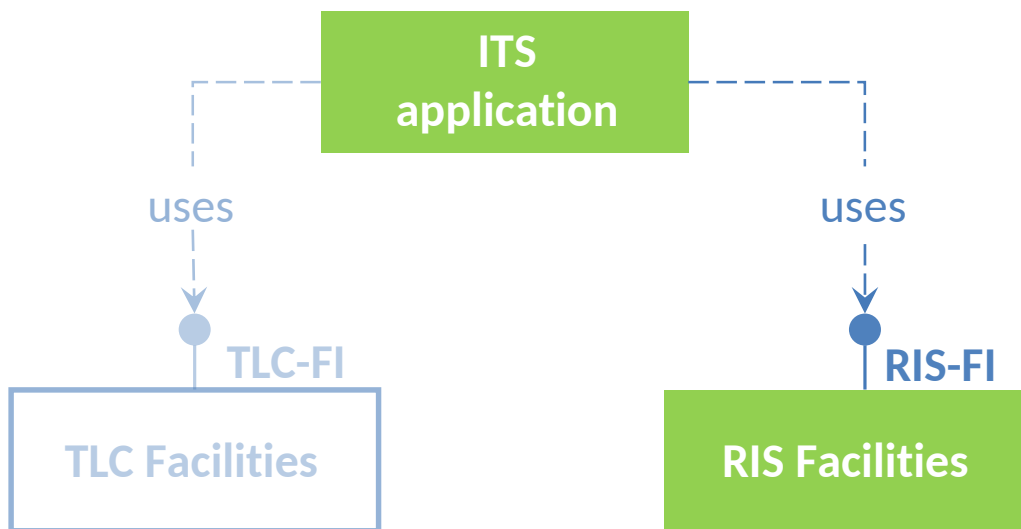 ITS
application
uses
uses
TLC-FI
RIS-FI
TLC Facilities
RIS Facilities